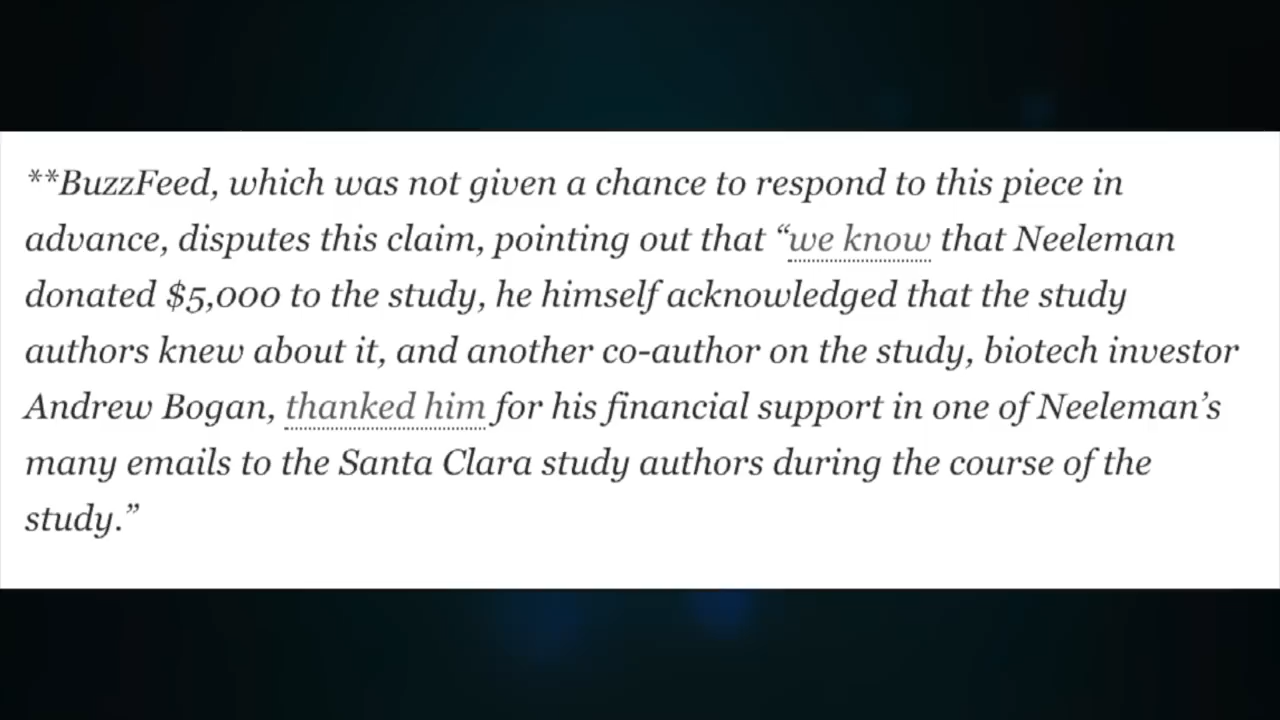 **BuzzFeed, which was not given a chance to respond to this piece in
advance, disputes this claim, pointing out that “we know that Neeleman
donated $5,000 to the study, he himself acknowledged that the study
authors knew about it, and another co-author on the study, biotech investor
Andrew Bogan, thanked him for his financial support in one of Neeleman’s
many emails to the Santa Clara study authors during the course of the
study.”